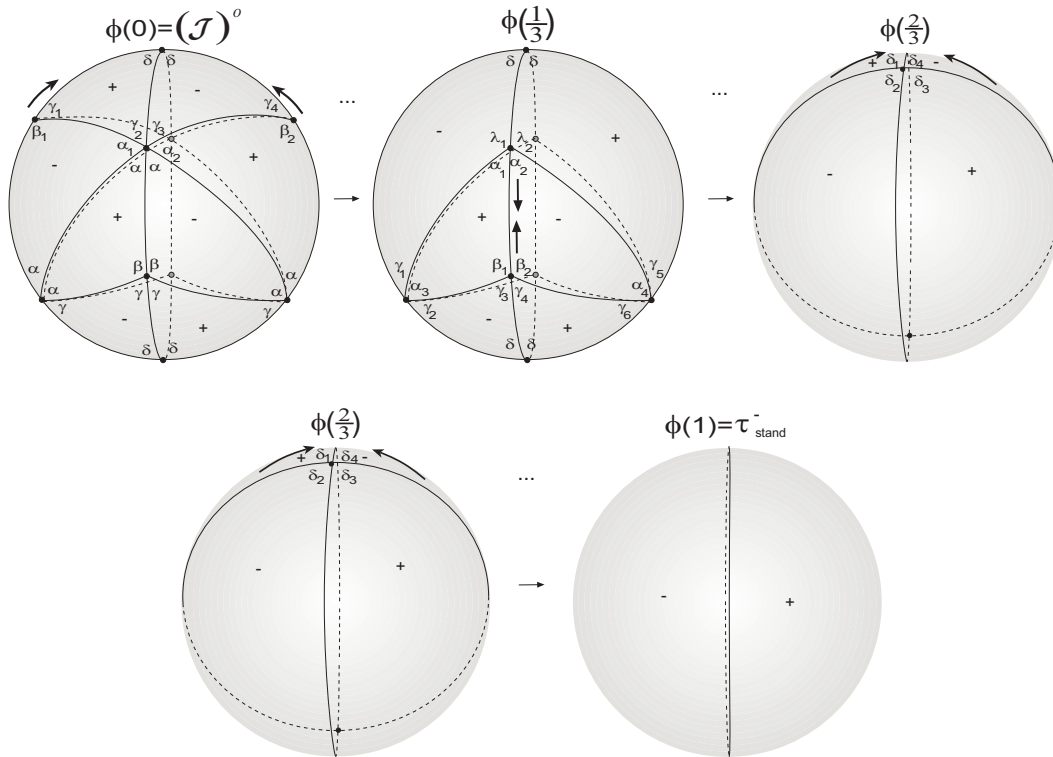 ϕ(0)=(𝒥)° ϕ(1/3) ϕ(2/3)
δ δ δ δ + δ₁ δ₄ -
+ - δ₂ δ₃
... ...
γ₁ γ₂ γ₃ γ₄ - +
β₁ α₁ α₂ β₂ λ₁ λ₂
α α α₁ α₂
- + - +
+ - + -
β β β₁ β₂
α α α α γ₁ α₃ γ₃ γ₄ α₄ γ₅
γ γ γ γ γ₂ γ₆
- + - +
δ δ δ δ
ϕ(2/3) ϕ(1)=τ⁻stand
+ δ₁ δ₄ -
δ₂ δ₃ ...
- + - +